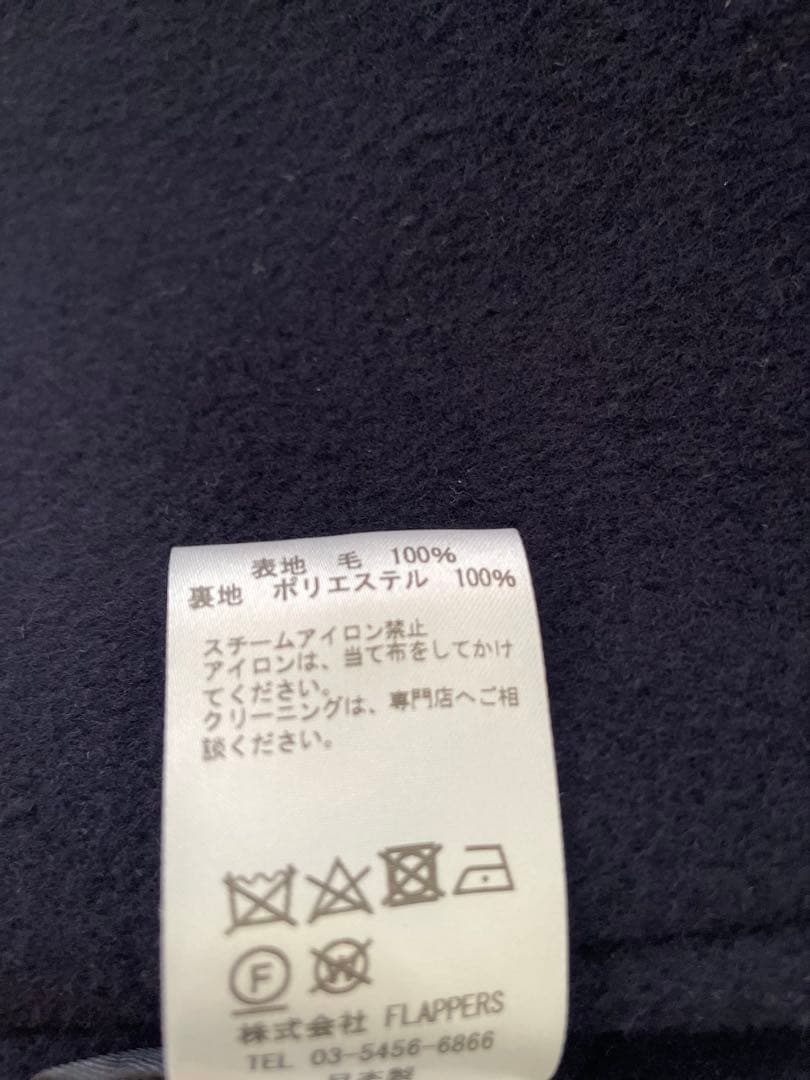 表地 毛 100%
裏地 ポリエステル 100%
スチームアイロン禁止
アイロンは、当て布をしてかけ
てください。
クリーニングは、専門店へご相
談ください。
F W
株式会社 FLAPPERS
TEL 03-5456-6866
日本製